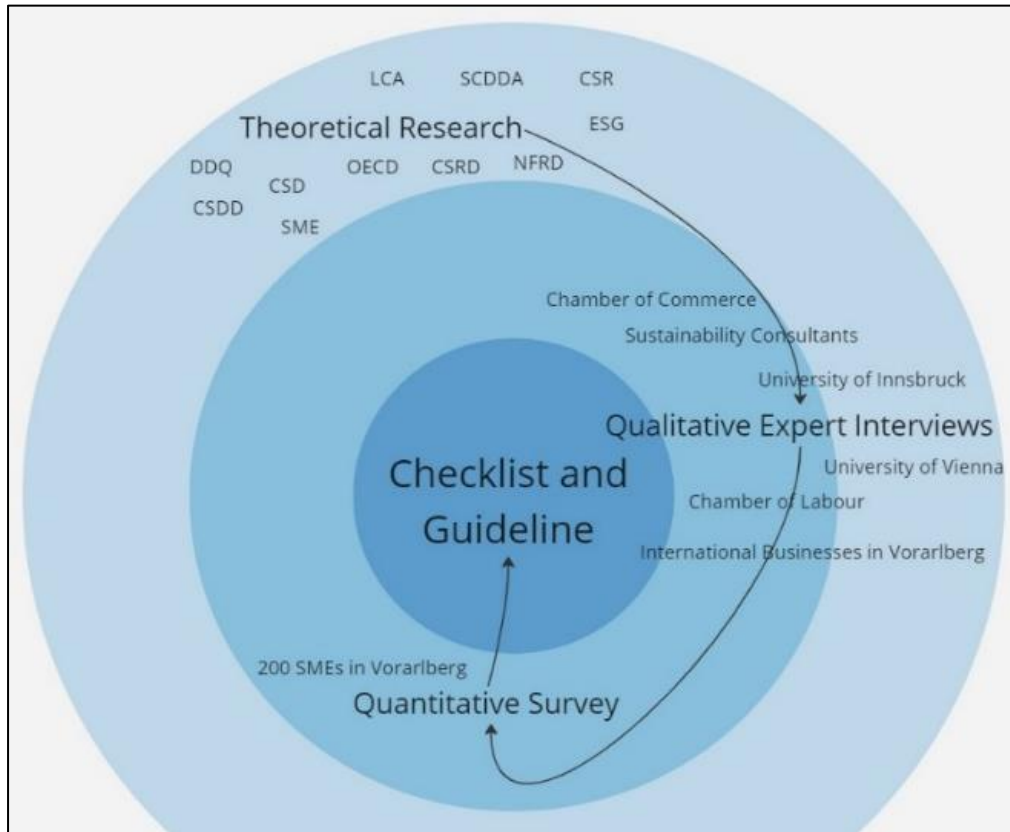 LCA SCDDA CSR
Theoretical Research ESG
DDQ OECD CSRD NFRD
CSD
CSDD
SME
Chamber of Commerce
Sustainability Consultants
University of Innsbruck
Qualitative Expert Interviews
University of Vienna
Checklist and
Guideline
Chamber of Labour
International Businesses in Vorarlberg
200 SMEs in Vorarlberg
Quantitative Survey